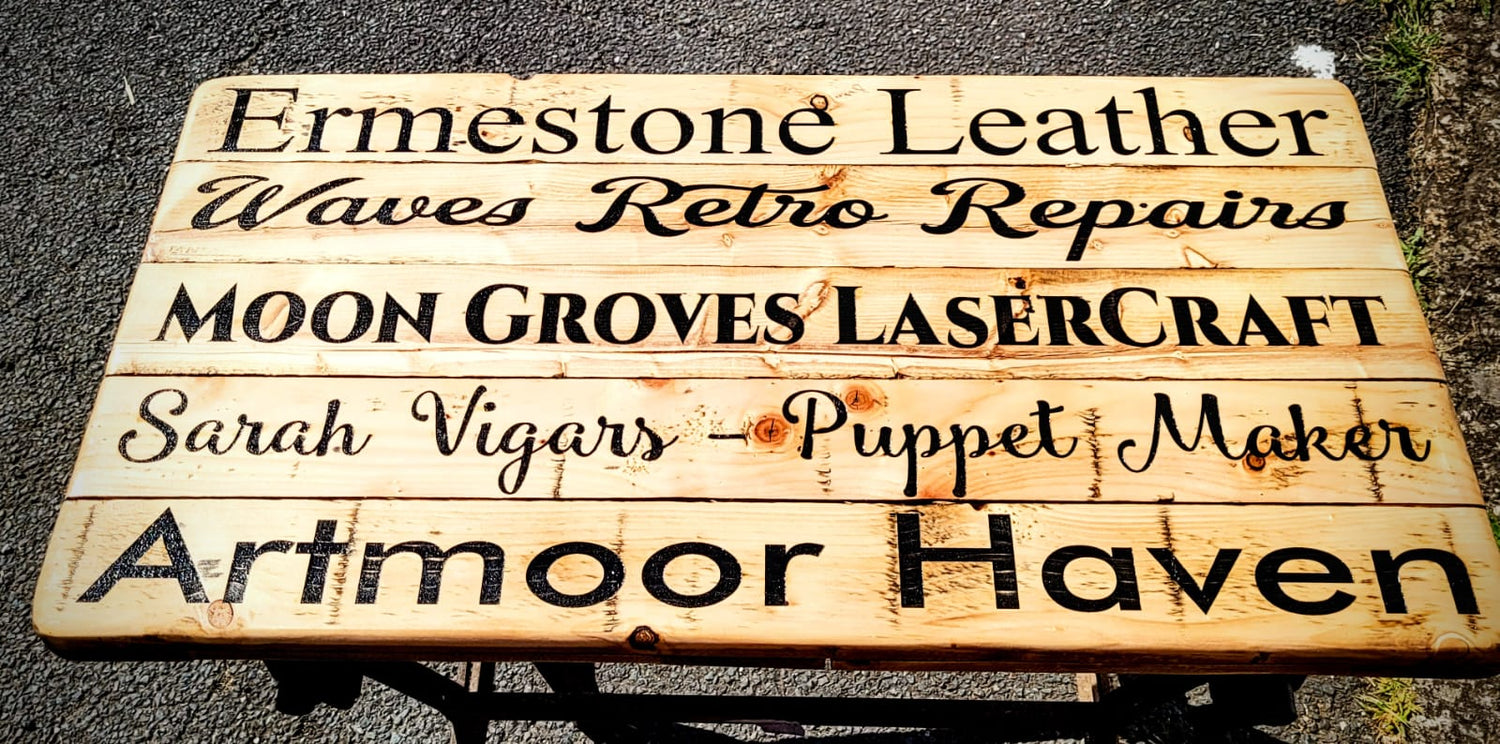 Ermestone Leather
Waves Retro Repairs
Moon Groves LaserCraft
Sarah Vigars - Puppet Maker
Artmoor Haven